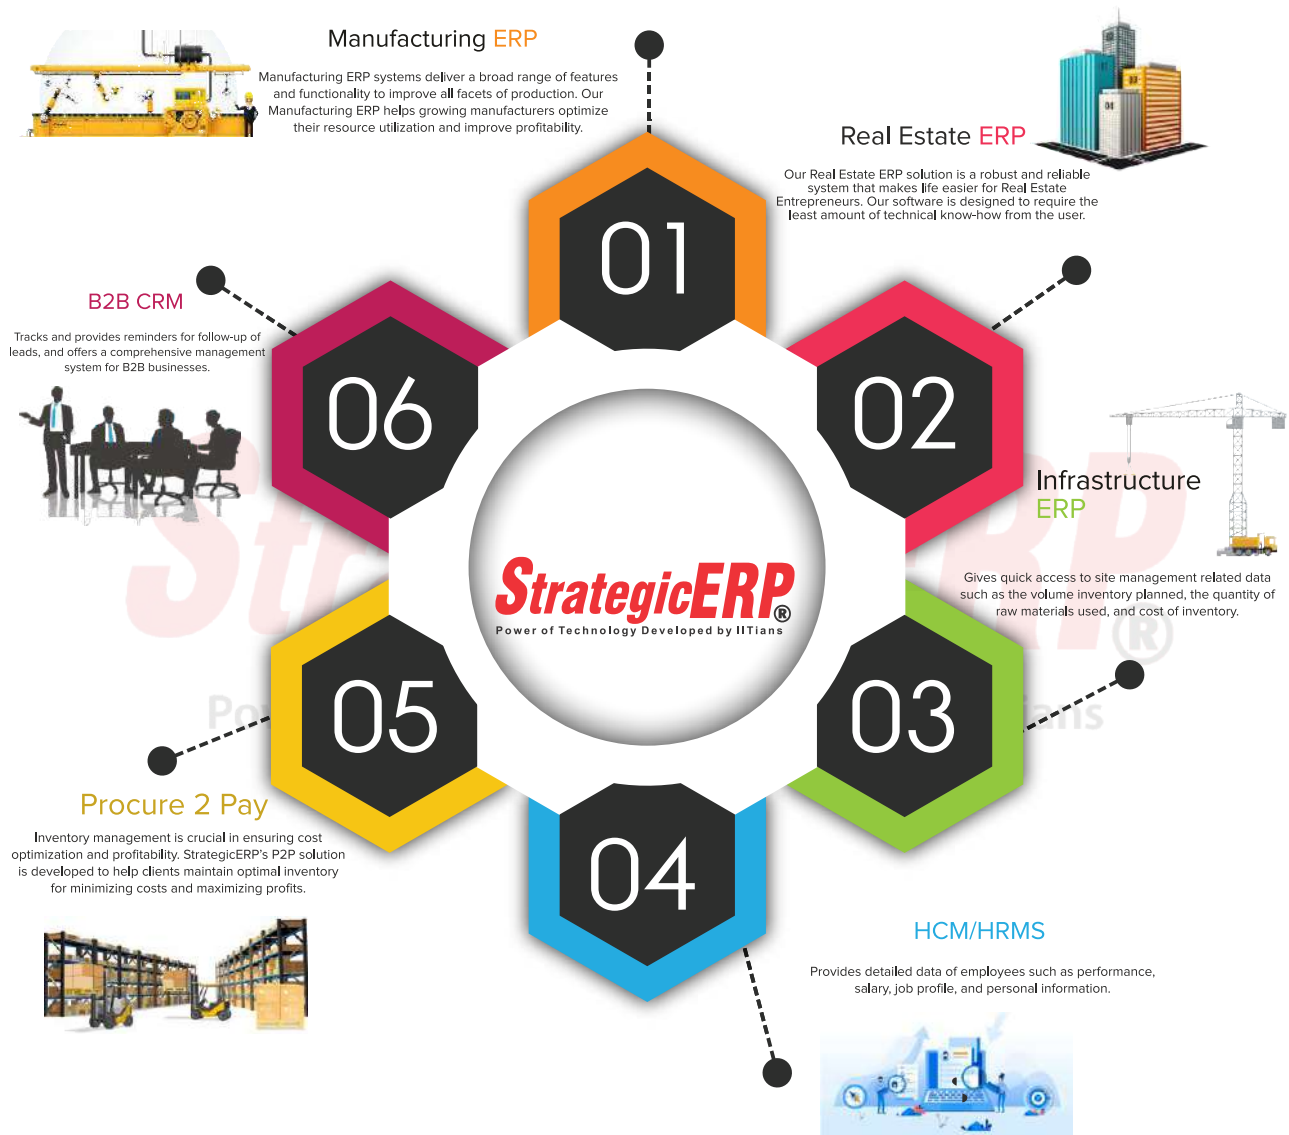 Manufacturing ERP
Manufacturing ERP systems deliver a broad range of features
and functionality to improve all facets of production. Our
Manufacturing ERP helps growing manufacturers optimize
their resource utilization and improve profitability.
01
Real Estate ERP
Our Real Estate ERP solution is a robust and reliable
system that makes life easier for Real Estate
Entrepreneurs. Our software is designed to require the
least amount of technical know-how from the user.
02
Infrastructure
ERP
Gives quick access to site management related data
such as the volume inventory planned, the quantity of
raw materials used, and cost of inventory.
03
HCM/HRMS
Provides detailed data of employees such as performance,
salary, job profile, and personal information.
04
Procure 2 Pay
Inventory management is crucial in ensuring cost
optimization and profitability. StrategicERP's P2P solution
is developed to help clients maintain optimal inventory
for minimizing costs and maximizing profits.
05
B2B CRM
Tracks and provides reminders for follow-up of
leads, and offers a comprehensive management
system for B2B businesses.
06
StrategicERP®
Power of Technology Developed by IITians